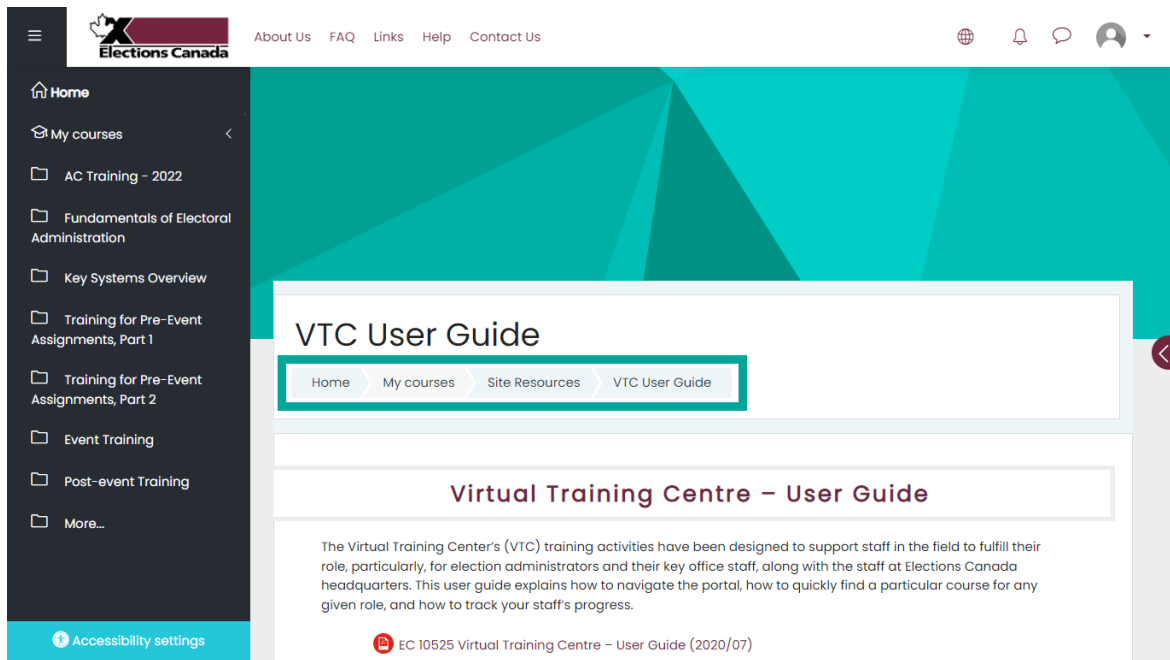 Elections Canada
About Us FAQ Links Help Contact Us
Home
My courses
AC Training - 2022
Fundamentals of Electoral
Administration
Key Systems Overview
Training for Pre-Event
Assignments, Part 1
Training for Pre-Event
Assignments, Part 2
Event Training
Post-event Training
More...
Accessibility settings
VTC User Guide
Home My courses Site Resources VTC User Guide
Virtual Training Centre – User Guide
The Virtual Training Center's (VTC) training activities have been designed to support staff in the field to fulfill their
role, particularly, for election administrators and their key office staff, along with the staff at Elections Canada
headquarters. This user guide explains how to navigate the portal, how to quickly find a particular course for any
given role, and how to track your staff's progress.
EC 10525 Virtual Training Centre – User Guide (2020/07)